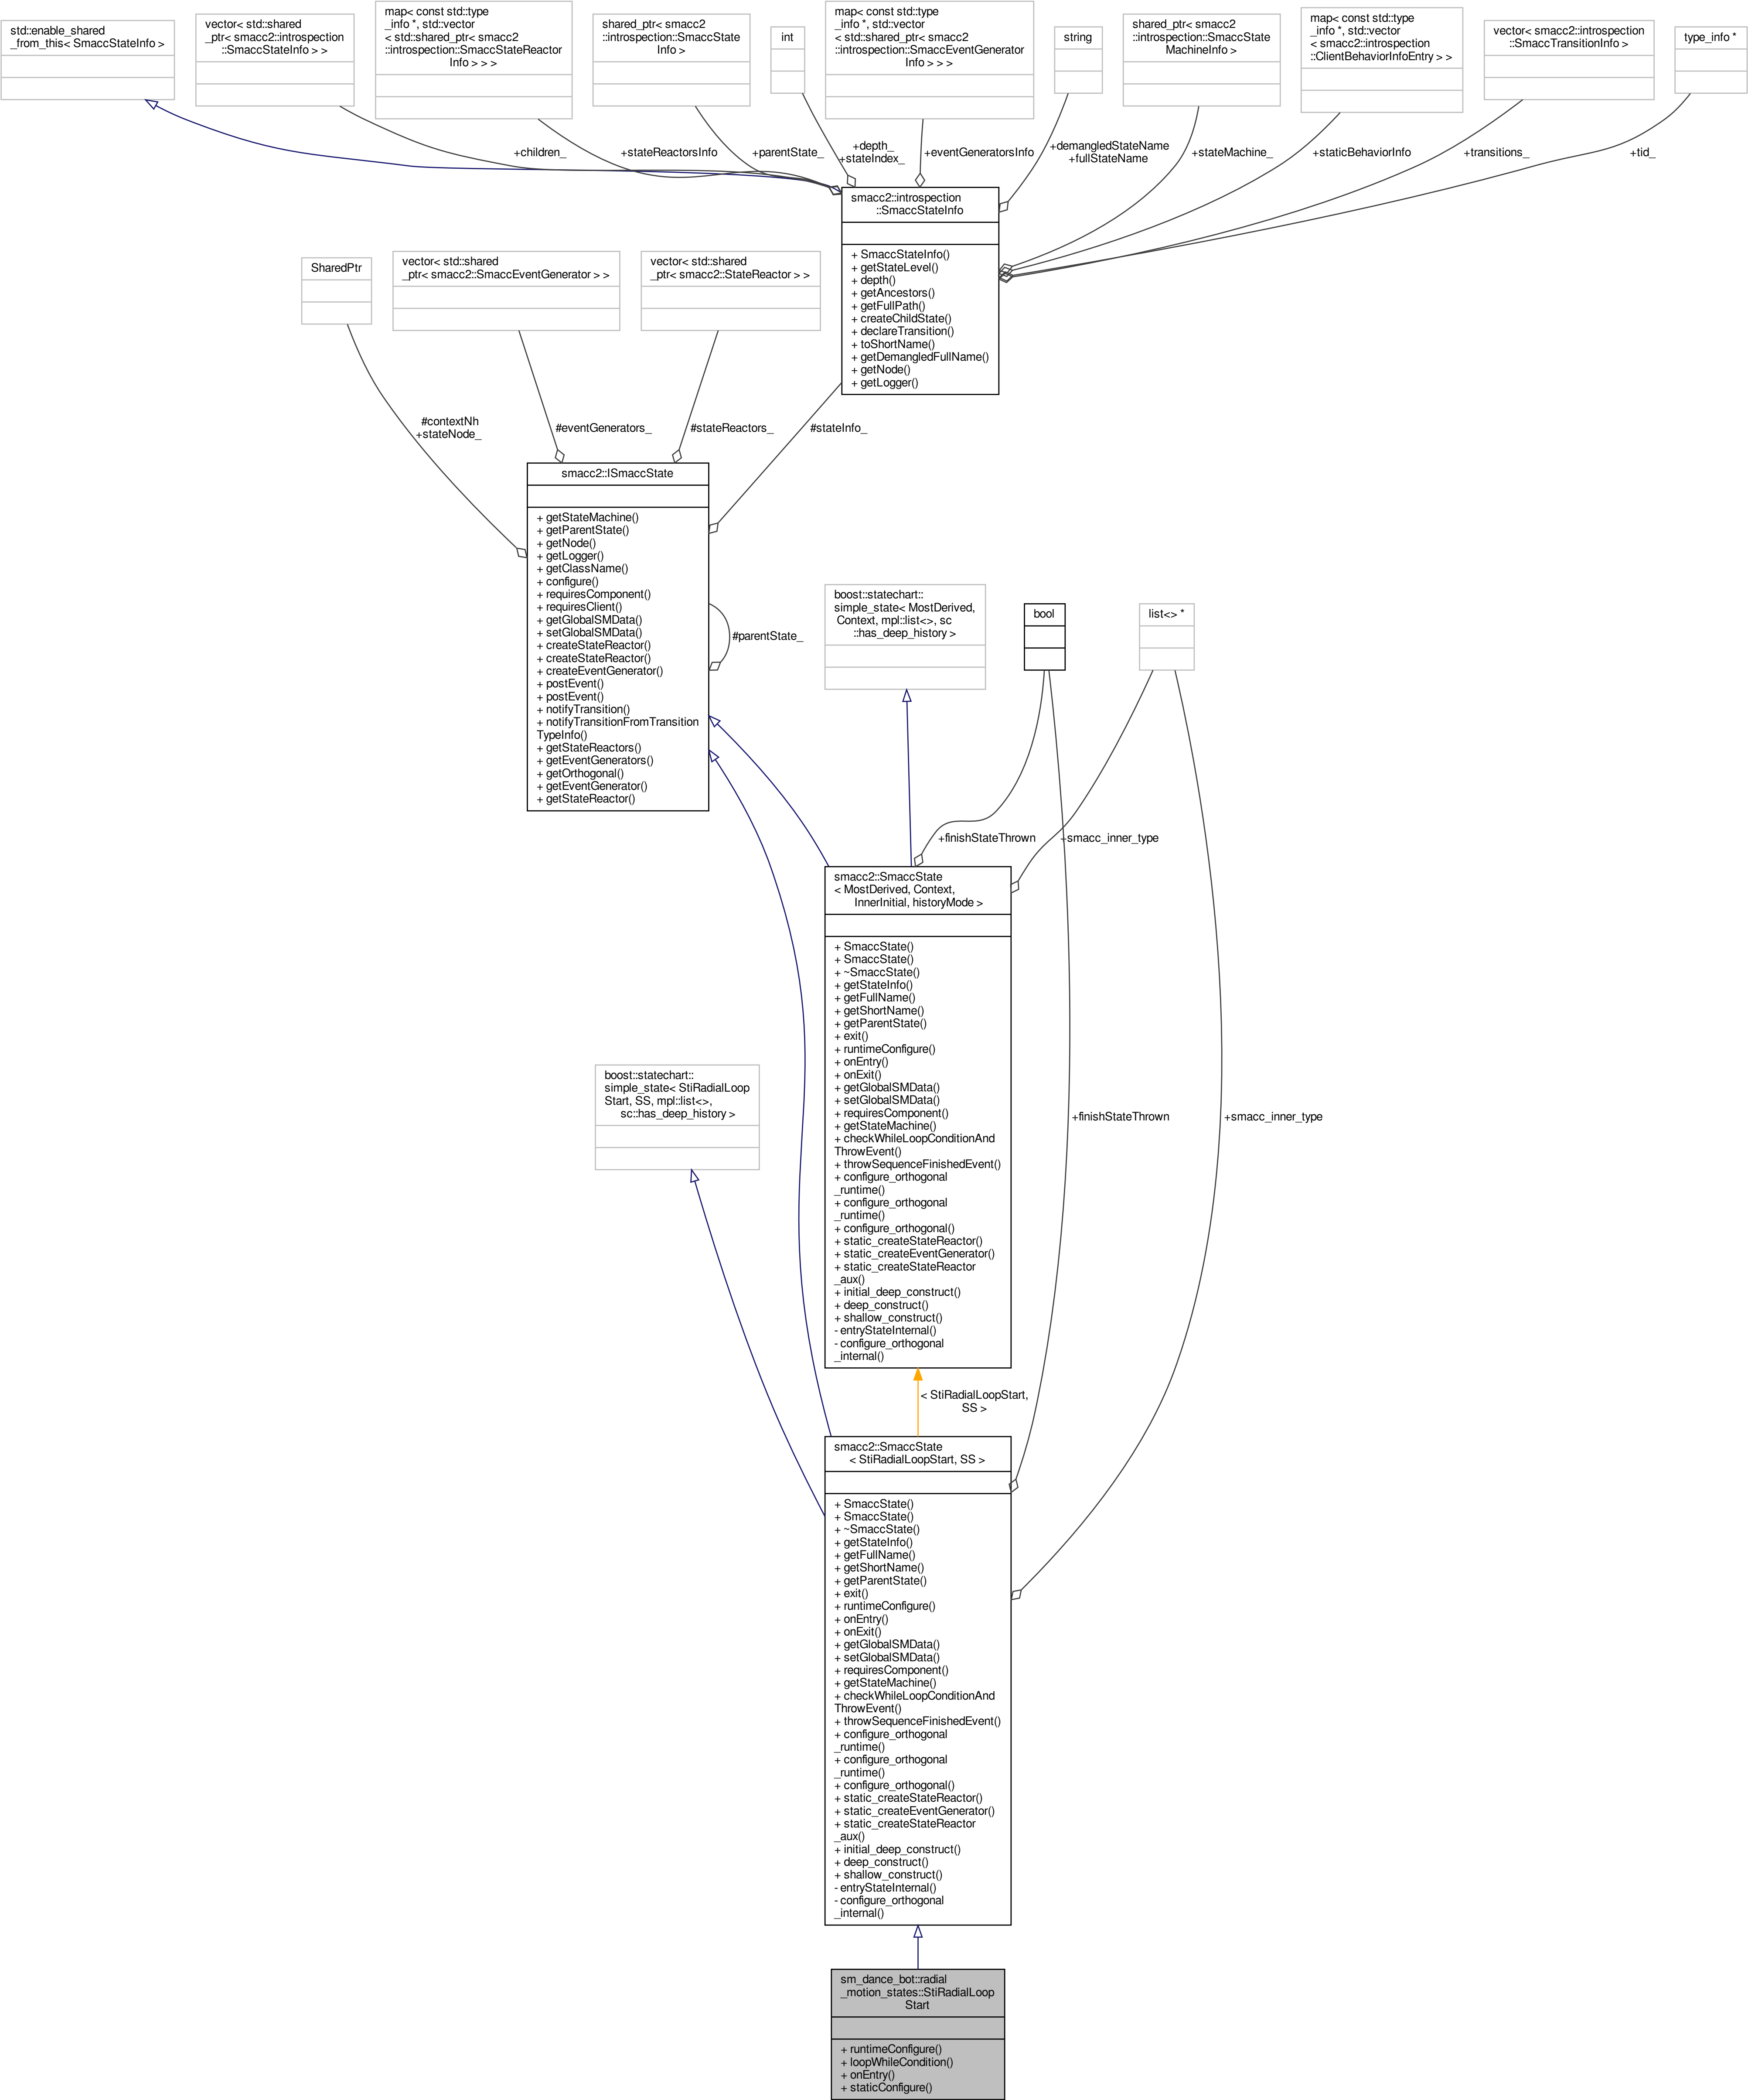 std::enable_shared
_from_this< SmaccStateInfo >
vector< std::shared
_ptr< smacc2::introspection
::SmaccStateInfo > >
map< const std::type
_info *, std::vector
< std::shared_ptr< smacc2
::introspection::SmaccStateReactor
Info > > >
shared_ptr< smacc2
::introspection::SmaccState
Info >
int
map< const std::type
_info *, std::vector
< std::shared_ptr< smacc2
::introspection::SmaccEventGenerator
Info > > >
string
shared_ptr< smacc2
::introspection::SmaccState
MachineInfo >
map< const std::type
_info *, std::vector
< smacc2::introspection
::ClientBehaviorInfoEntry > >
vector< smacc2::introspection
::SmaccTransitionInfo >
type_info *
+children_
+stateReactorsInfo
+parentState_
+depth_
+stateIndex_
+eventGeneratorsInfo
+demangledStateName
+fullStateName
+stateMachine_
+staticBehaviorInfo
+transitions_
+tid_
smacc2::introspection
::SmaccStateInfo
+ SmaccStateInfo()
+ getStateLevel()
+ depth()
+ getAncestors()
+ getFullPath()
+ createChildState()
+ declareTransition()
+ toShortName()
+ getDemangledFullName()
+ getNode()
+ getLogger()
SharedPtr
vector< std::shared
_ptr< smacc2::SmaccEventGenerator > >
vector< std::shared
_ptr< smacc2::StateReactor > >
#contextNh
+stateNode_
#eventGenerators_
#stateReactors_
#stateInfo_
smacc2::ISmaccState
+ getStateMachine()
+ getParentState()
+ getNode()
+ getLogger()
+ getClassName()
+ configure()
+ requiresComponent()
+ requiresClient()
+ getGlobalSMData()
+ setGlobalSMData()
+ createStateReactor()
+ createStateReactor()
+ createEventGenerator()
+ postEvent()
+ postEvent()
+ notifyTransition()
+ notifyTransitionFromTransition
TypeInfo()
+ getStateReactors()
+ getEventGenerators()
+ getOrthogonal()
+ getEventGenerator()
+ getStateReactor()
#parentState_
boost::statechart::
simple_state< MostDerived,
Context, mpl::list<>, sc
::has_deep_history >
bool
list<> *
+finishStateThrown
+smacc_inner_type
smacc2::SmaccState
< MostDerived, Context,
InnerInitial, historyMode >
+ SmaccState()
+ SmaccState()
+ ~SmaccState()
+ getStateInfo()
+ getFullName()
+ getShortName()
+ getParentState()
+ exit()
+ runtimeConfigure()
+ onEntry()
+ onExit()
+ getGlobalSMData()
+ setGlobalSMData()
+ requiresComponent()
+ getStateMachine()
+ checkWhileLoopConditionAnd
ThrowEvent()
+ throwSequenceFinishedEvent()
+ configure_orthogonal
_runtime()
+ configure_orthogonal
_runtime()
+ configure_orthogonal()
+ static_createStateReactor()
+ static_createEventGenerator()
+ static_createStateReactor
_aux()
+ initial_deep_construct()
+ deep_construct()
+ shallow_construct()
- entryStateInternal()
- configure_orthogonal
_internal()
boost::statechart::
simple_state< StiRadialLoop
Start, SS, mpl::list<>,
sc::has_deep_history >
+finishStateThrown
+smacc_inner_type
< StiRadialLoopStart,
SS >
smacc2::SmaccState
< StiRadialLoopStart, SS >
+ SmaccState()
+ SmaccState()
+ ~SmaccState()
+ getStateInfo()
+ getFullName()
+ getShortName()
+ getParentState()
+ exit()
+ runtimeConfigure()
+ onEntry()
+ onExit()
+ getGlobalSMData()
+ setGlobalSMData()
+ requiresComponent()
+ getStateMachine()
+ checkWhileLoopConditionAnd
ThrowEvent()
+ throwSequenceFinishedEvent()
+ configure_orthogonal
_runtime()
+ configure_orthogonal
_runtime()
+ configure_orthogonal()
+ static_createStateReactor()
+ static_createEventGenerator()
+ static_createStateReactor
_aux()
+ initial_deep_construct()
+ deep_construct()
+ shallow_construct()
- entryStateInternal()
- configure_orthogonal
_internal()
sm_dance_bot::radial
_motion_states::StiRadialLoop
Start
+ runtimeConfigure()
+ loopWhileCondition()
+ onEntry()
+ staticConfigure()